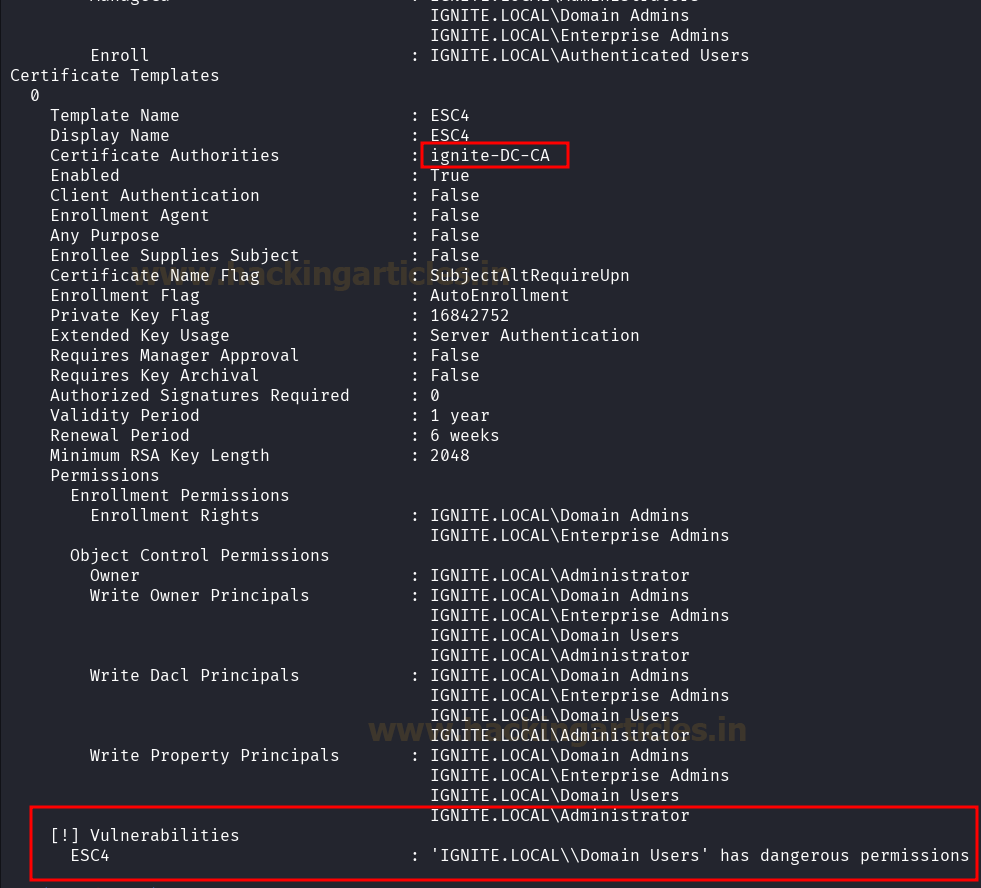 IGNITE.LOCAL\Domain Admins
IGNITE.LOCAL\Enterprise Admins
Enroll : IGNITE.LOCAL\Authenticated Users
Certificate Templates
0
Template Name : ESC4
Display Name : ESC4
Certificate Authorities : ignite-DC-CA
Enabled : True
Client Authentication : False
Enrollment Agent : False
Any Purpose : False
Enrollee Supplies Subject : False
www.hackingarticles.in
Certificate Name Flag : SubjectAltRequireUpn
Enrollment Flag : AutoEnrollment
Private Key Flag : 16842752
Extended Key Usage : Server Authentication
Requires Manager Approval : False
Requires Key Archival : False
Authorized Signatures Required : 0
Validity Period : 1 year
Renewal Period : 6 weeks
Minimum RSA Key Length : 2048
Permissions
Enrollment Permissions
Enrollment Rights : IGNITE.LOCAL\Domain Admins
IGNITE.LOCAL\Enterprise Admins
Object Control Permissions
Owner : IGNITE.LOCAL\Administrator
Write Owner Principals : IGNITE.LOCAL\Domain Admins
IGNITE.LOCAL\Enterprise Admins
IGNITE.LOCAL\Domain Users
IGNITE.LOCAL\Administrator
Write Dacl Principals : IGNITE.LOCAL\Domain Admins
IGNITE.LOCAL\Enterprise Admins
IGNITE.LOCAL\Domain Users
www.hackingarticles.in
IGNITE.LOCAL\Administrator
Write Property Principals : IGNITE.LOCAL\Domain Admins
IGNITE.LOCAL\Enterprise Admins
IGNITE.LOCAL\Domain Users
IGNITE.LOCAL\Administrator
[!] Vulnerabilities
ESC4 : 'IGNITE.LOCAL\\Domain Users' has dangerous permissions